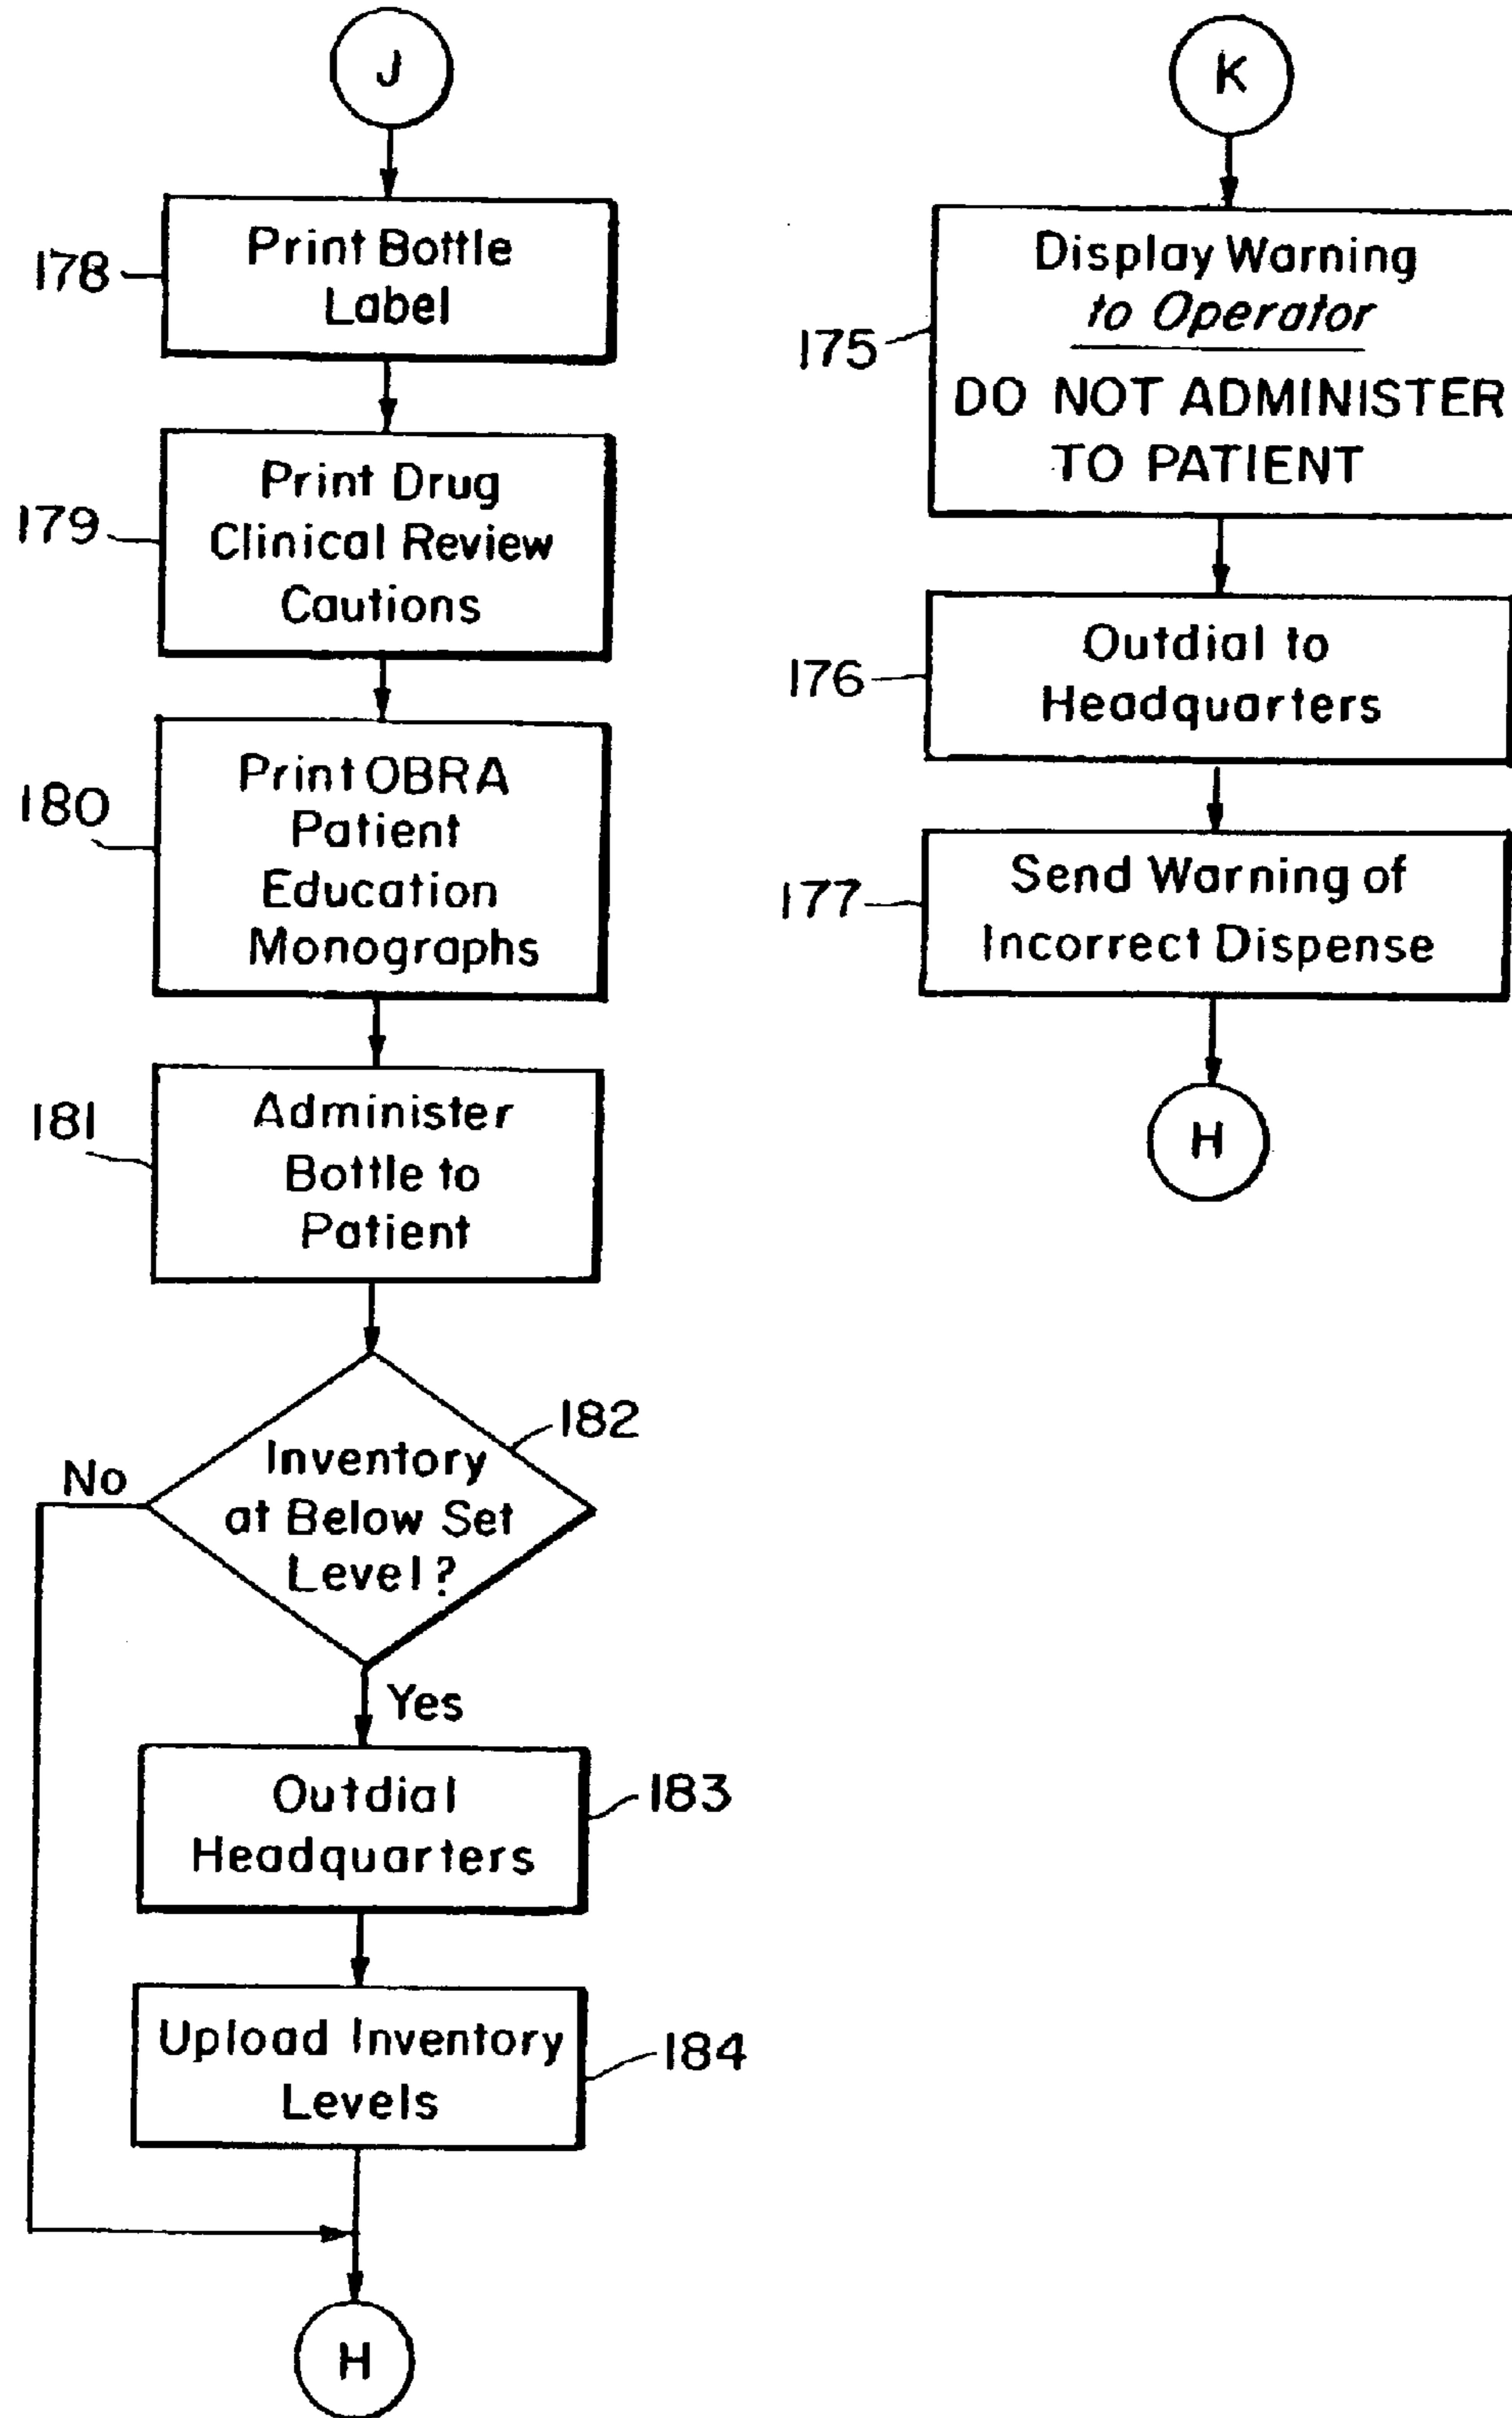 J
178
Print Bottle
Label
179
Print Drug
Clinical Review
Cautions
180
Print OBRA
Patient
Education
Monographs
181
Administer
Bottle to
Patient
182
Inventory
at Below Set
Level?
No
Yes
Outdial
Headquarters
183
Upload Inventory
Levels
184
H
K
175
Display Warning
to Operator
DO NOT ADMINISTER
TO PATIENT
176
Outdial to
Headquarters
177
Send Warning of
Incorrect Dispense
H